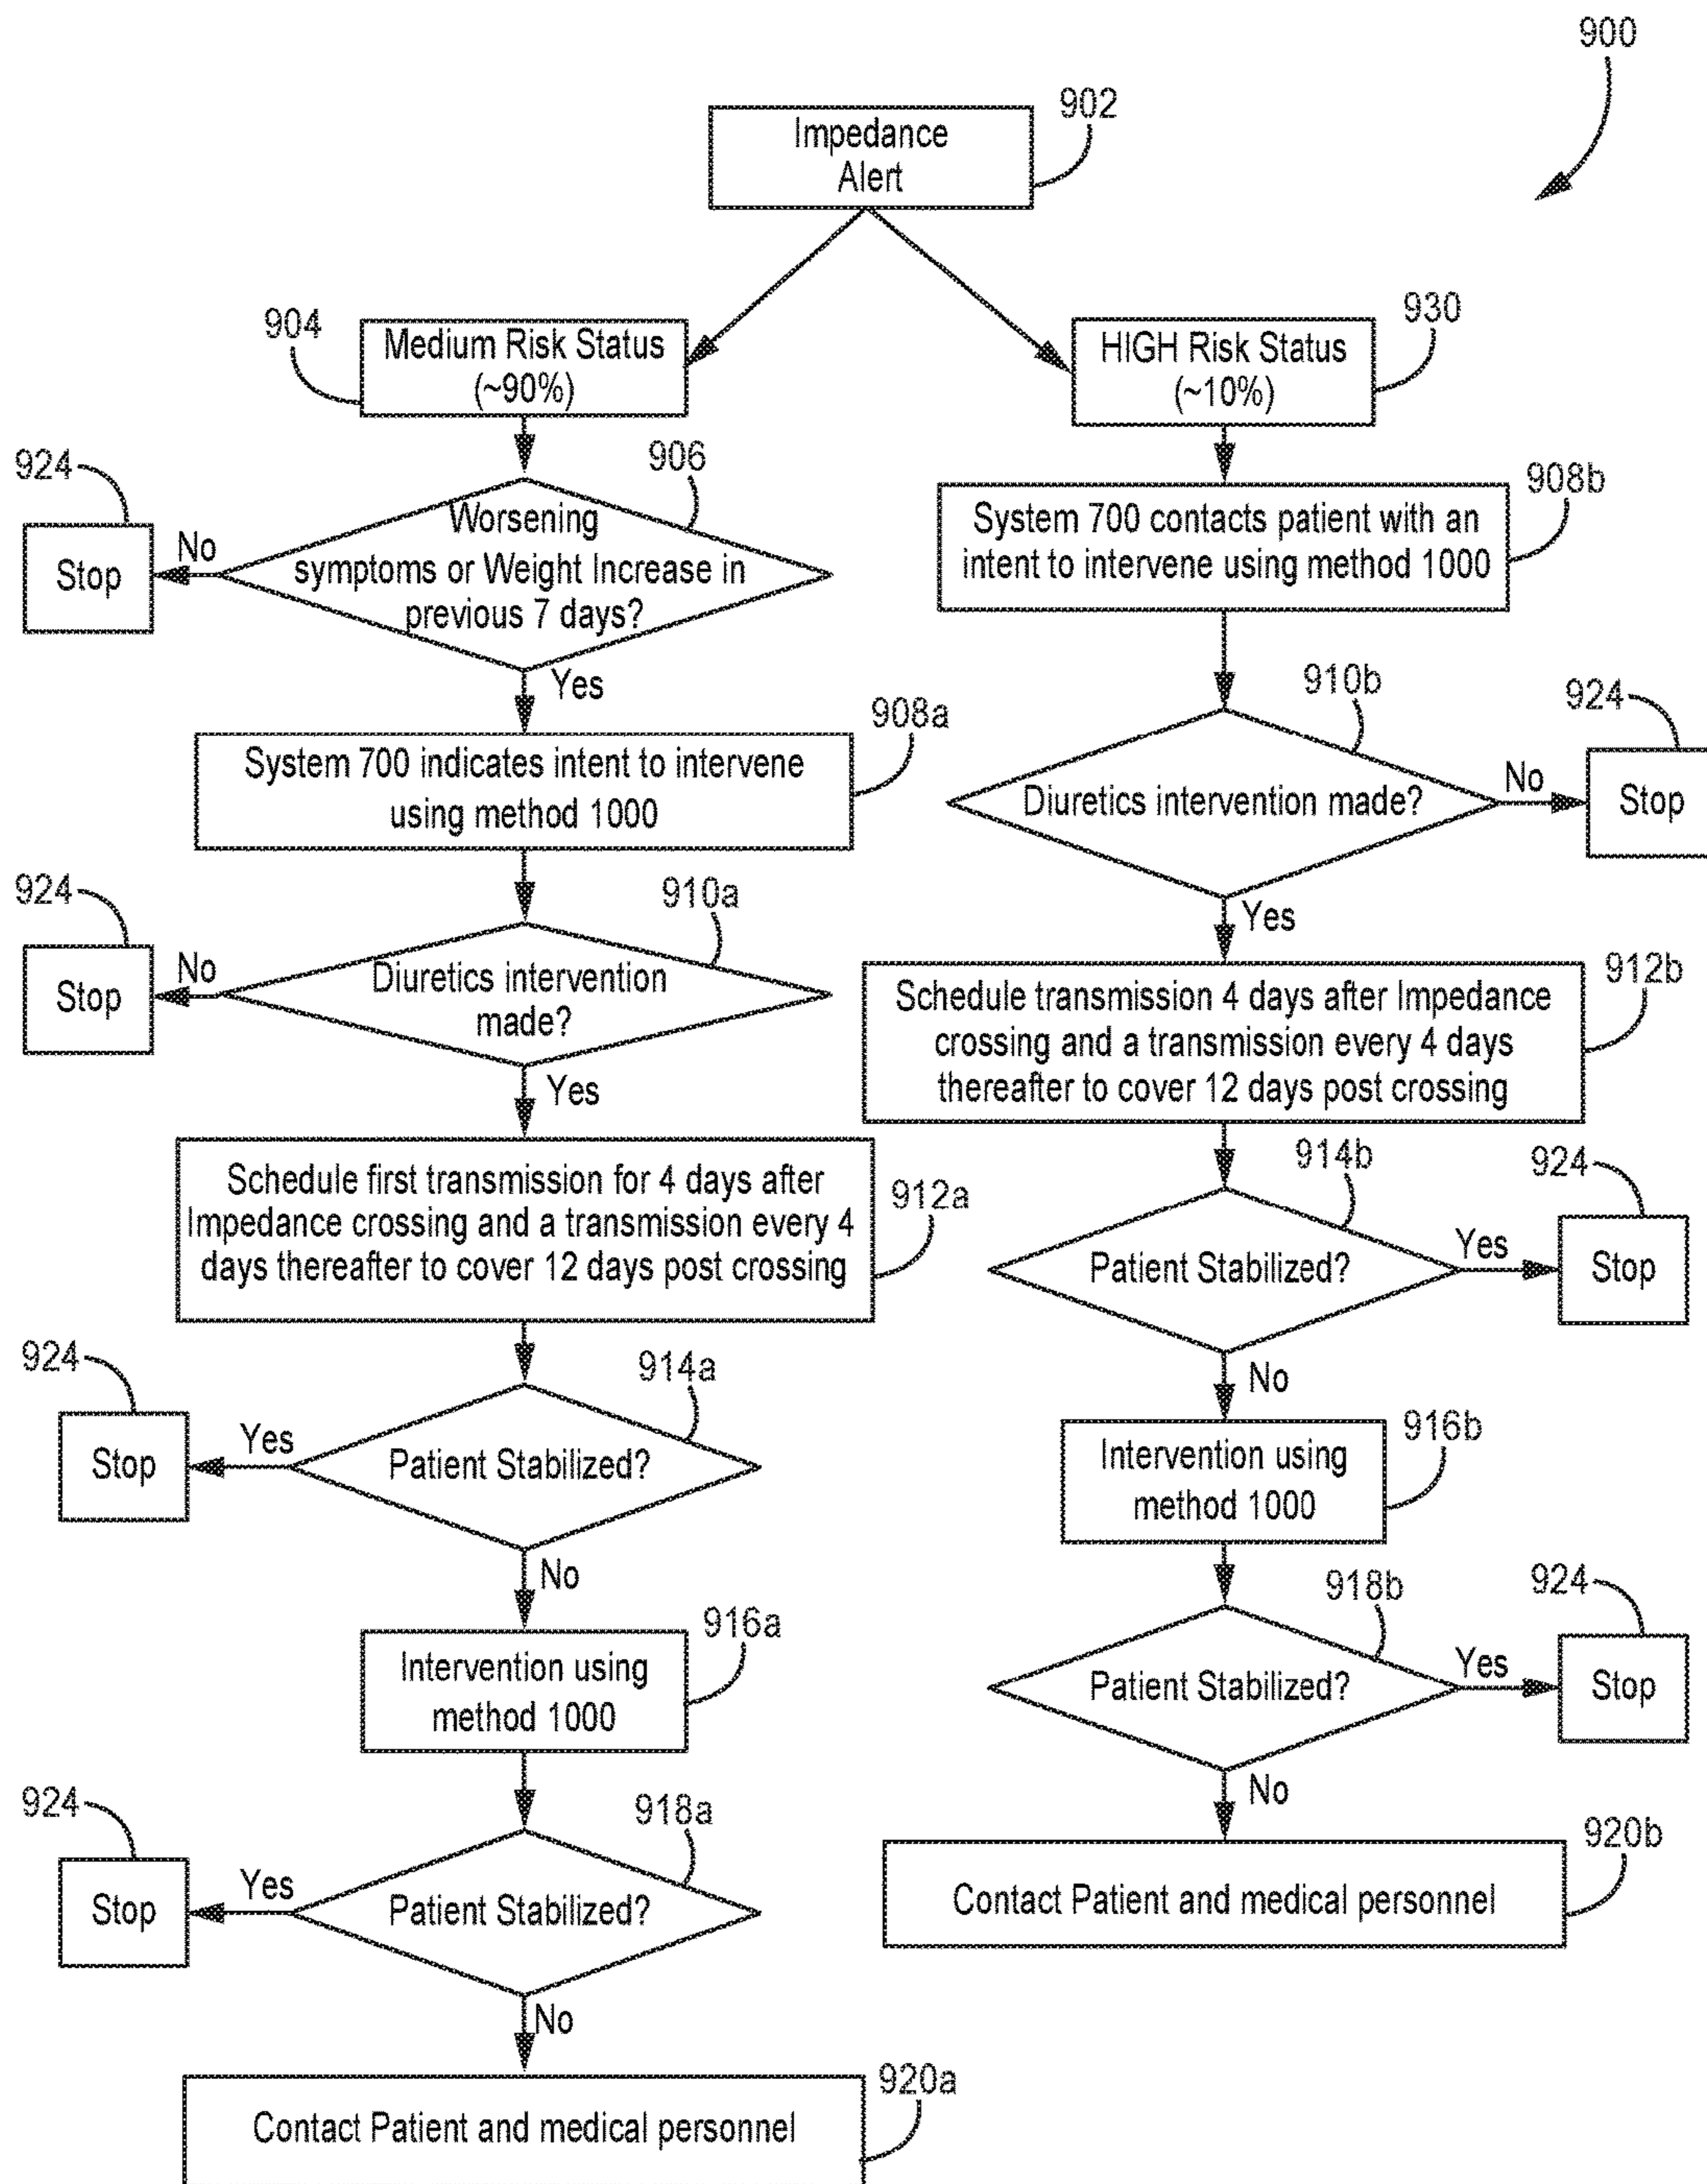 900
902
Impedance
Alert
904
Medium Risk Status
(~90%)
930
HIGH Risk Status
(~10%)
924
Stop
No
906
Worsening
symptoms or Weight Increase in
previous 7 days?
Yes
908b
System 700 contacts patient with an
intent to intervene using method 1000
908a
System 700 indicates intent to intervene
using method 1000
910b
Diuretics intervention made?
No
924
Stop
Yes
924
Stop
No
910a
Diuretics intervention
made?
Yes
912b
Schedule transmission 4 days after Impedance
crossing and a transmission every 4 days
thereafter to cover 12 days post crossing
912a
Schedule first transmission for 4 days after
Impedance crossing and a transmission every 4
days thereafter to cover 12 days post crossing
914b
Patient Stabilized?
Yes
924
Stop
No
924
Stop
Yes
914a
Patient Stabilized?
No
916b
Intervention using
method 1000
916a
Intervention using
method 1000
918b
Patient Stabilized?
Yes
924
Stop
No
924
Stop
Yes
918a
Patient Stabilized?
No
920b
Contact Patient and medical personnel
920a
Contact Patient and medical personnel